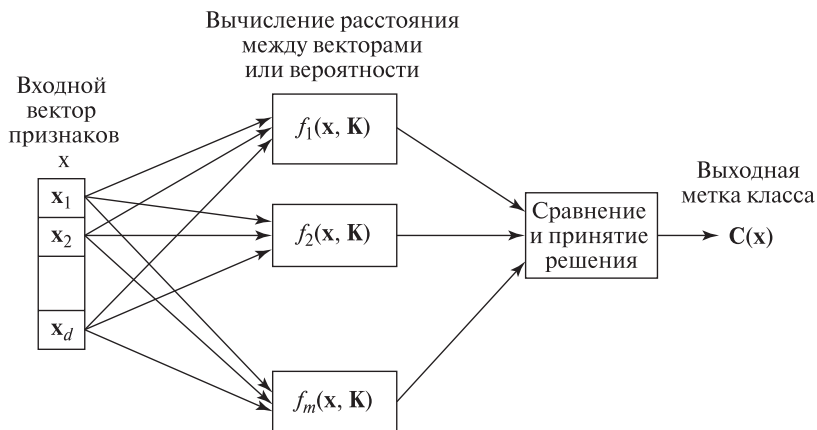 Вычисление расстояния
между векторами
или вероятности
Входной
вектор
признаков
x
x1
x2
xd
f1(x, K)
f2(x, K)
fm(x, K)
Сравнение
и принятие
решения
Выходная
метка класса
C(x)